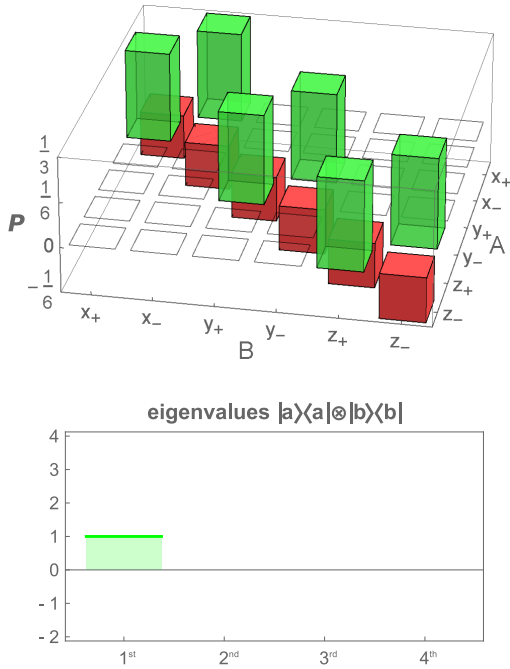 1
3
1
6
P
0
− 1
6
x+
x−
y+
y−
z+
z−
B
x+
x−
y+
y−
z+
z−
A
eigenvalues |a⟩⟨a|⊗|b⟩⟨b|
4
3
2
1
0
- 1
- 2
1st
2nd
3rd
4th